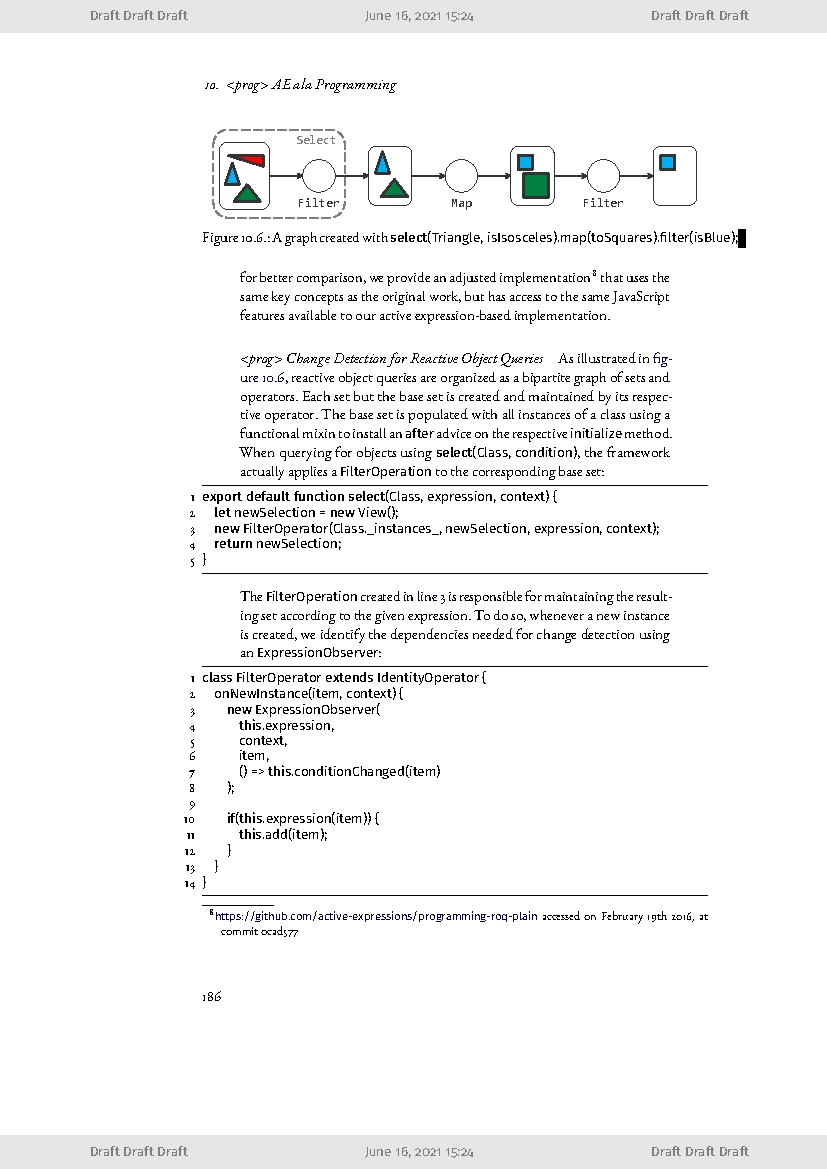 Draft Draft Draft June 16, 2021 15:24 Draft Draft Draft
10. <prog> AE ala Programming
Select
Filter Map Filter
Figure 10.6.: A graph created with select(Triangle, isIsosceles).map(toSquares).filter(isBlue);
for better comparison, we provide an adjusted implementation8 that uses the
same key concepts as the original work, but has access to the same JavaScript
features available to our active expression-based implementation.
<prog> Change Detection for Reactive Object Queries As illustrated in fig-
ure 10.6, reactive object queries are organized as a bipartite graph of sets and
operators. Each set but the base set is created and maintained by its respec-
tive operator. The base set is populated with all instances of a class using a
functional mixin to install an after advice on the respective initialize method.
When querying for objects using select(Class, condition), the framework
actually applies a FilterOperation to the corresponding base set:
1 export default function select(Class, expression, context) {
2 let newSelection = new View();
3 new FilterOperator(Class._instances_, newSelection, expression, context);
4 return newSelection;
5 }
The FilterOperation created in line 3 is responsible for maintaining the result-
ing set according to the given expression. To do so, whenever a new instance
is created, we identify the dependencies needed for change detection using
an ExpressionObserver:
1 class FilterOperator extends IdentityOperator {
2 onNewInstance(item, context) {
3 new ExpressionObserver(
4 this.expression,
5 context,
6 item,
7 () => this.conditionChanged(item)
8 );
9
10 if(this.expression(item)) {
11 this.add(item);
12 }
13 }
14 }
8 https://github.com/active-expressions/programming-roq-plain accessed on February 19th 2016, at
commit 0cad577
186
Draft Draft Draft June 16, 2021 15:24 Draft Draft Draft